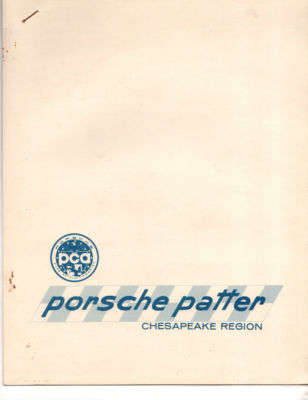 pca
porsche patter
CHESAPEAKE REGION